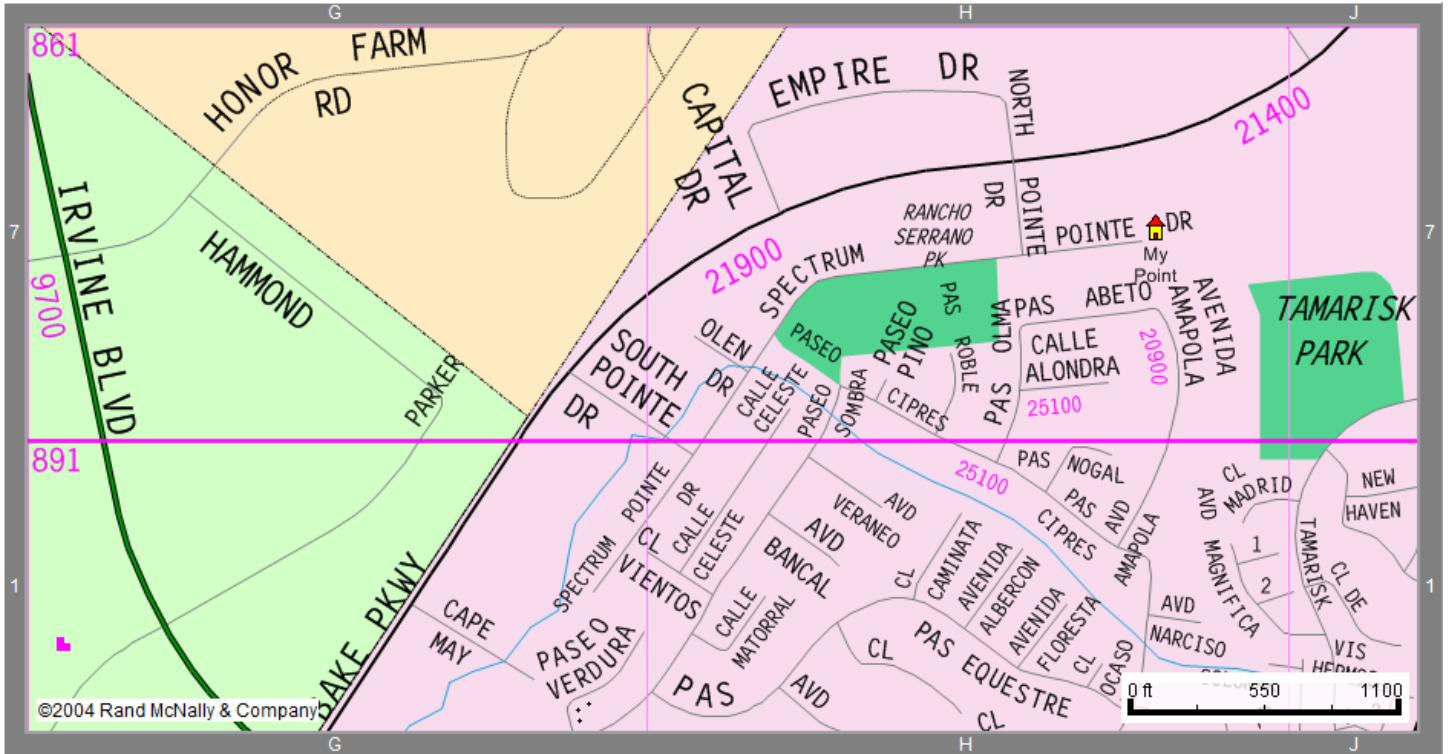 G
H
J
861
HONOR
FARM
RD
CAPITAL
DR
EMPIRE DR
NORTH
POINTE
DR
21400
IRVINE BLVD
9700
HAMMOND
PARKER
7
7
RANCHO
SERRANO
PK
SPECTRUM
POINTE
DR
My
Point
21900
OLEN
DR
SOUTH
POINTE
DR
PASEO
PASEO
PINO
PAS
ROBLE
PAS
OLMA
PAS ABETO
CALLE
ALONDRA
25100
20900
AVENIDA
AMAPOLA
TAMARISK
PARK
CALLE
CELESTE
PASEO
SOMBRA
CIPRES
891
25100
PAS
NOGAL
PAS
CIPRES
AVD
AMAPOLA
CL
MADRID
AVD
MAGNIFICA
NEW
HAVEN
SPECTRUM
POINTE
DR
CALLE
CELESTE
CL
VIENTOS
AVD
VERANEO
AVD
BANCAL
CL
CAMINATA
AVENIDA
ALBERCON
AVENIDA
FLORESTA
CL
OCASO
1
2
TAMARISK
CL DE
VIS
1
1
CAPE
MAY
BAKE PKWY
PASEO
VERDURA
CALLE
MATORRAL
PAS
AVD
CL
PAS EQUESTRE
CL
AVD
NARCISO
0 ft 550 1100
©2004 Rand McNally & Company
G
H
J